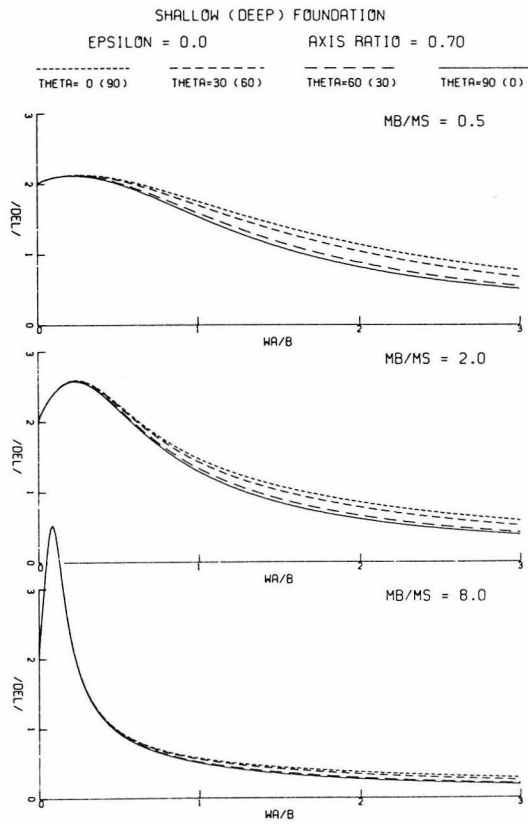 SHALLOW (DEEP) FOUNDATION
EPSILON = 0.0 AXIS RATIO = 0.70
THETA= 0 (90) THETA=30 (60) THETA=60 (30) THETA=90 (0)
MB/MS = 0.5
3
2
1
0
/DEL/
0 1 2 3
WA/B
MB/MS = 2.0
3
2
1
0
/DEL/
0 1 2 3
WA/B
MB/MS = 8.0
3
2
1
0
/DEL/
0 1 2 3
WA/B